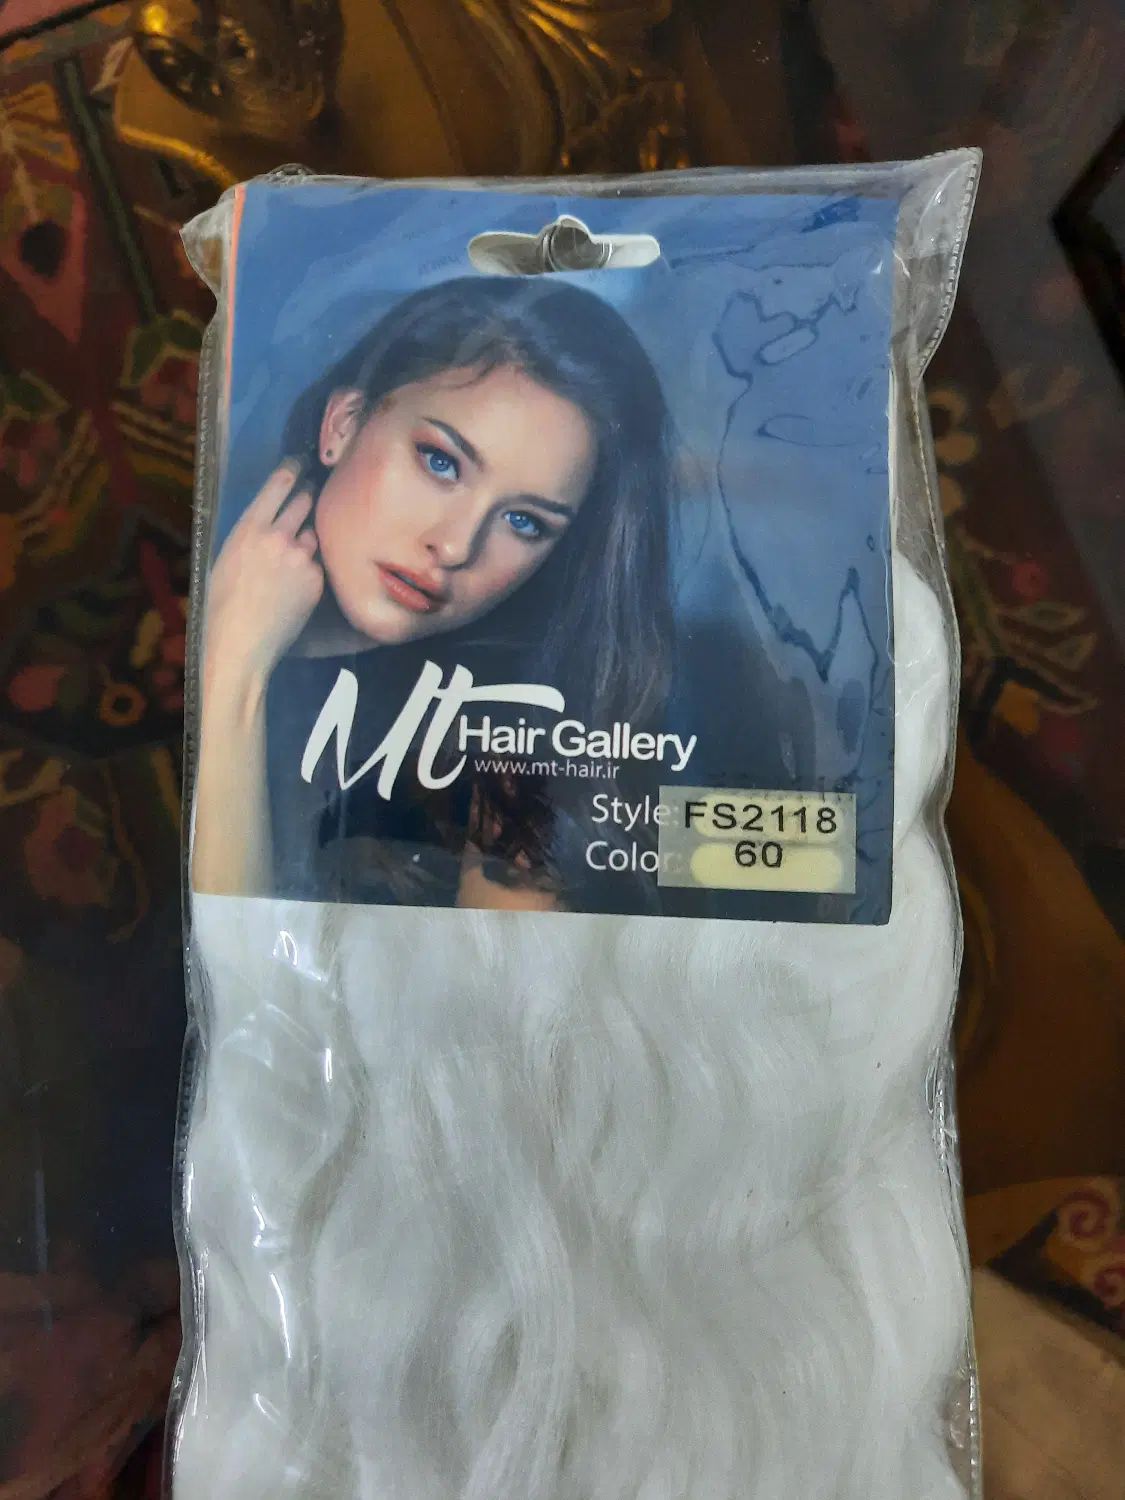 Mt Hair Gallery
www.mt-hair.ir
Style: FS2118
Color: 60